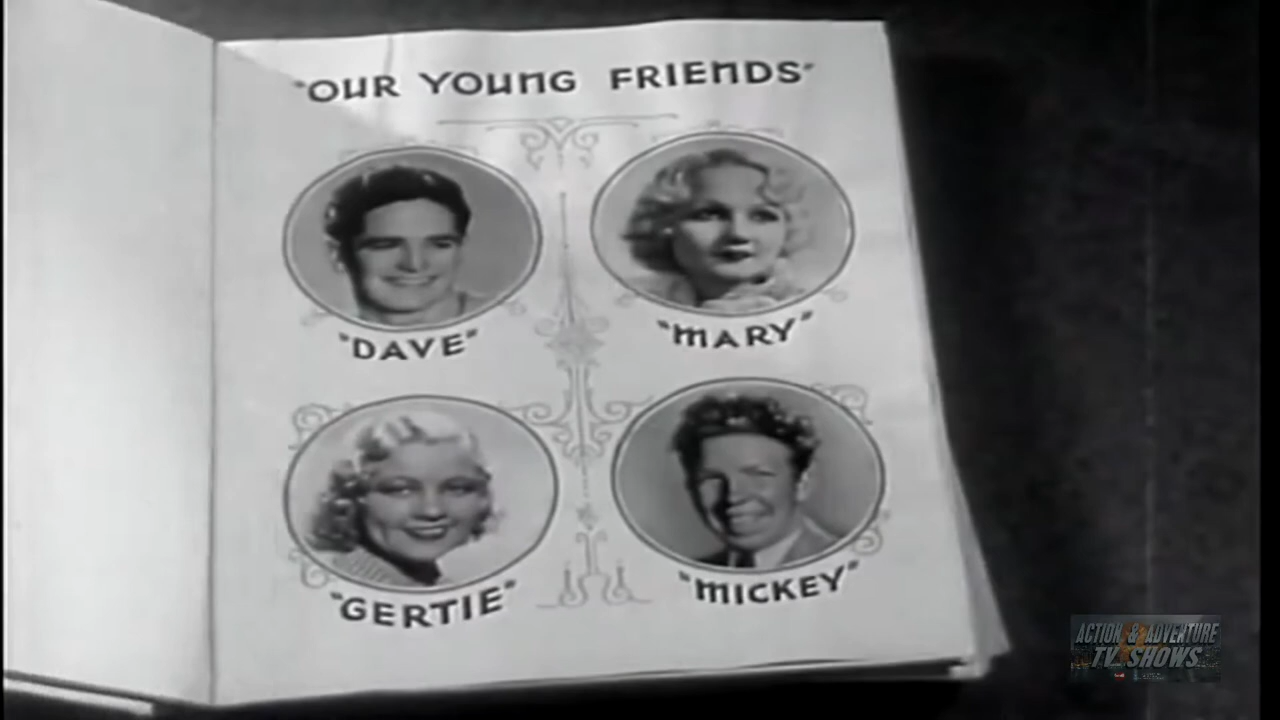 "OUR YOUNG FRIENDS"
"DAVE"
"MARY"
"GERTIE"
"MICKEY"
ACTION & ADVENTURE
TV SHOWS